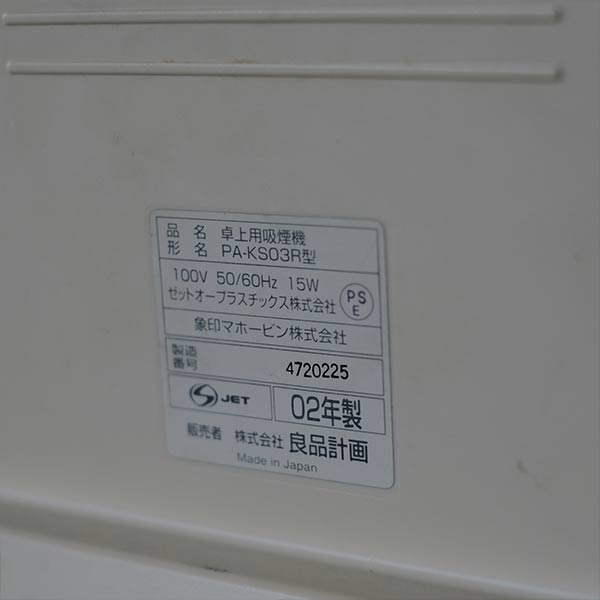 品名 卓上用吸煙機
形名 PA-KS03R型
100V 50/60Hz 15W
ゼットオープラスチックス株式会社
PS
E
象印マホービン株式会社
製造
番号 4720225
S JET 02年製
販売者 株式会社 良品計画
Made in Japan